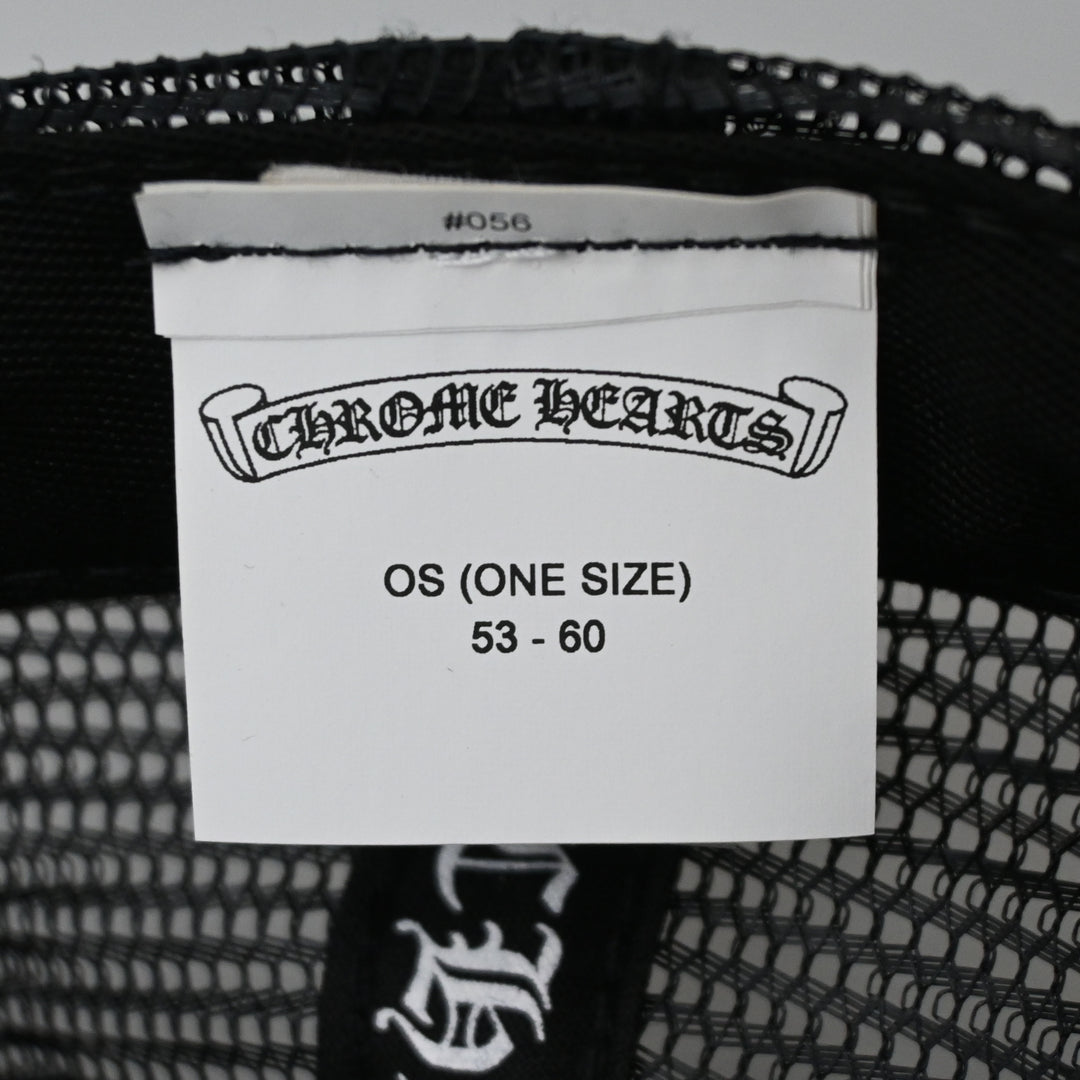 #056
CHROME HEARTS
OS (ONE SIZE)
53 - 60